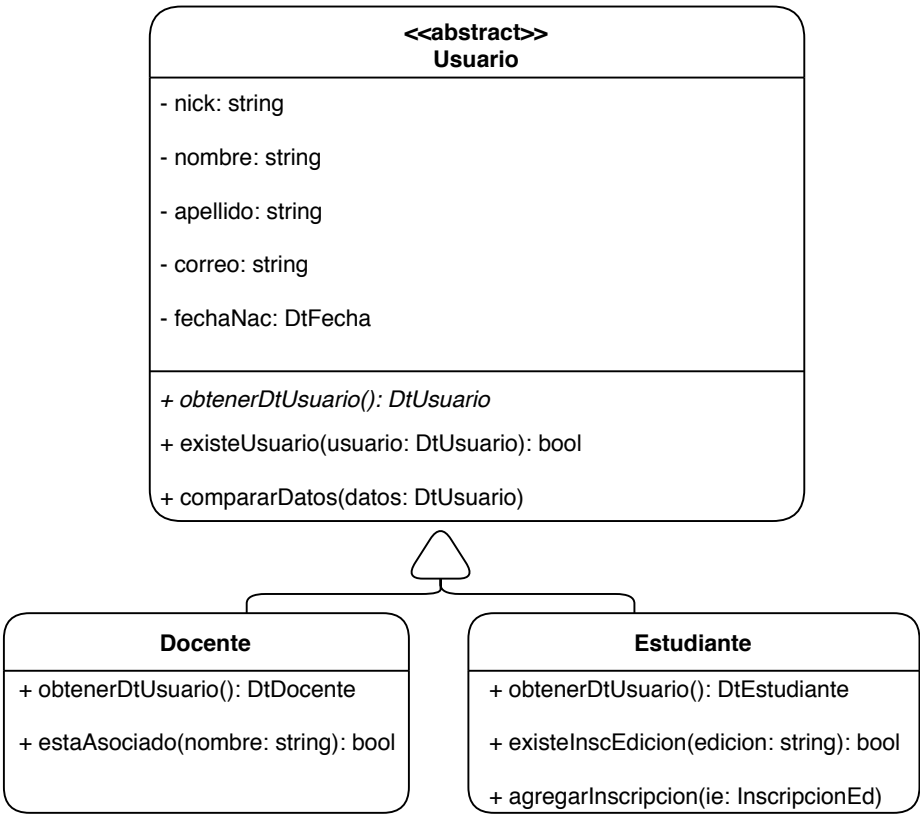 <<abstract>>
Usuario
- nick: string
- nombre: string
- apellido: string
- correo: string
- fechaNac: DtFecha
+ obtenerDtUsuario(): DtUsuario
+ existeUsuario(usuario: DtUsuario): bool
+ compararDatos(datos: DtUsuario)
Docente
+ obtenerDtUsuario(): DtDocente
+ estaAsociado(nombre: string): bool
Estudiante
+ obtenerDtUsuario(): DtEstudiante
+ existeInscEdicion(edicion: string): bool
+ agregarInscripcion(ie: InscripcionEd)